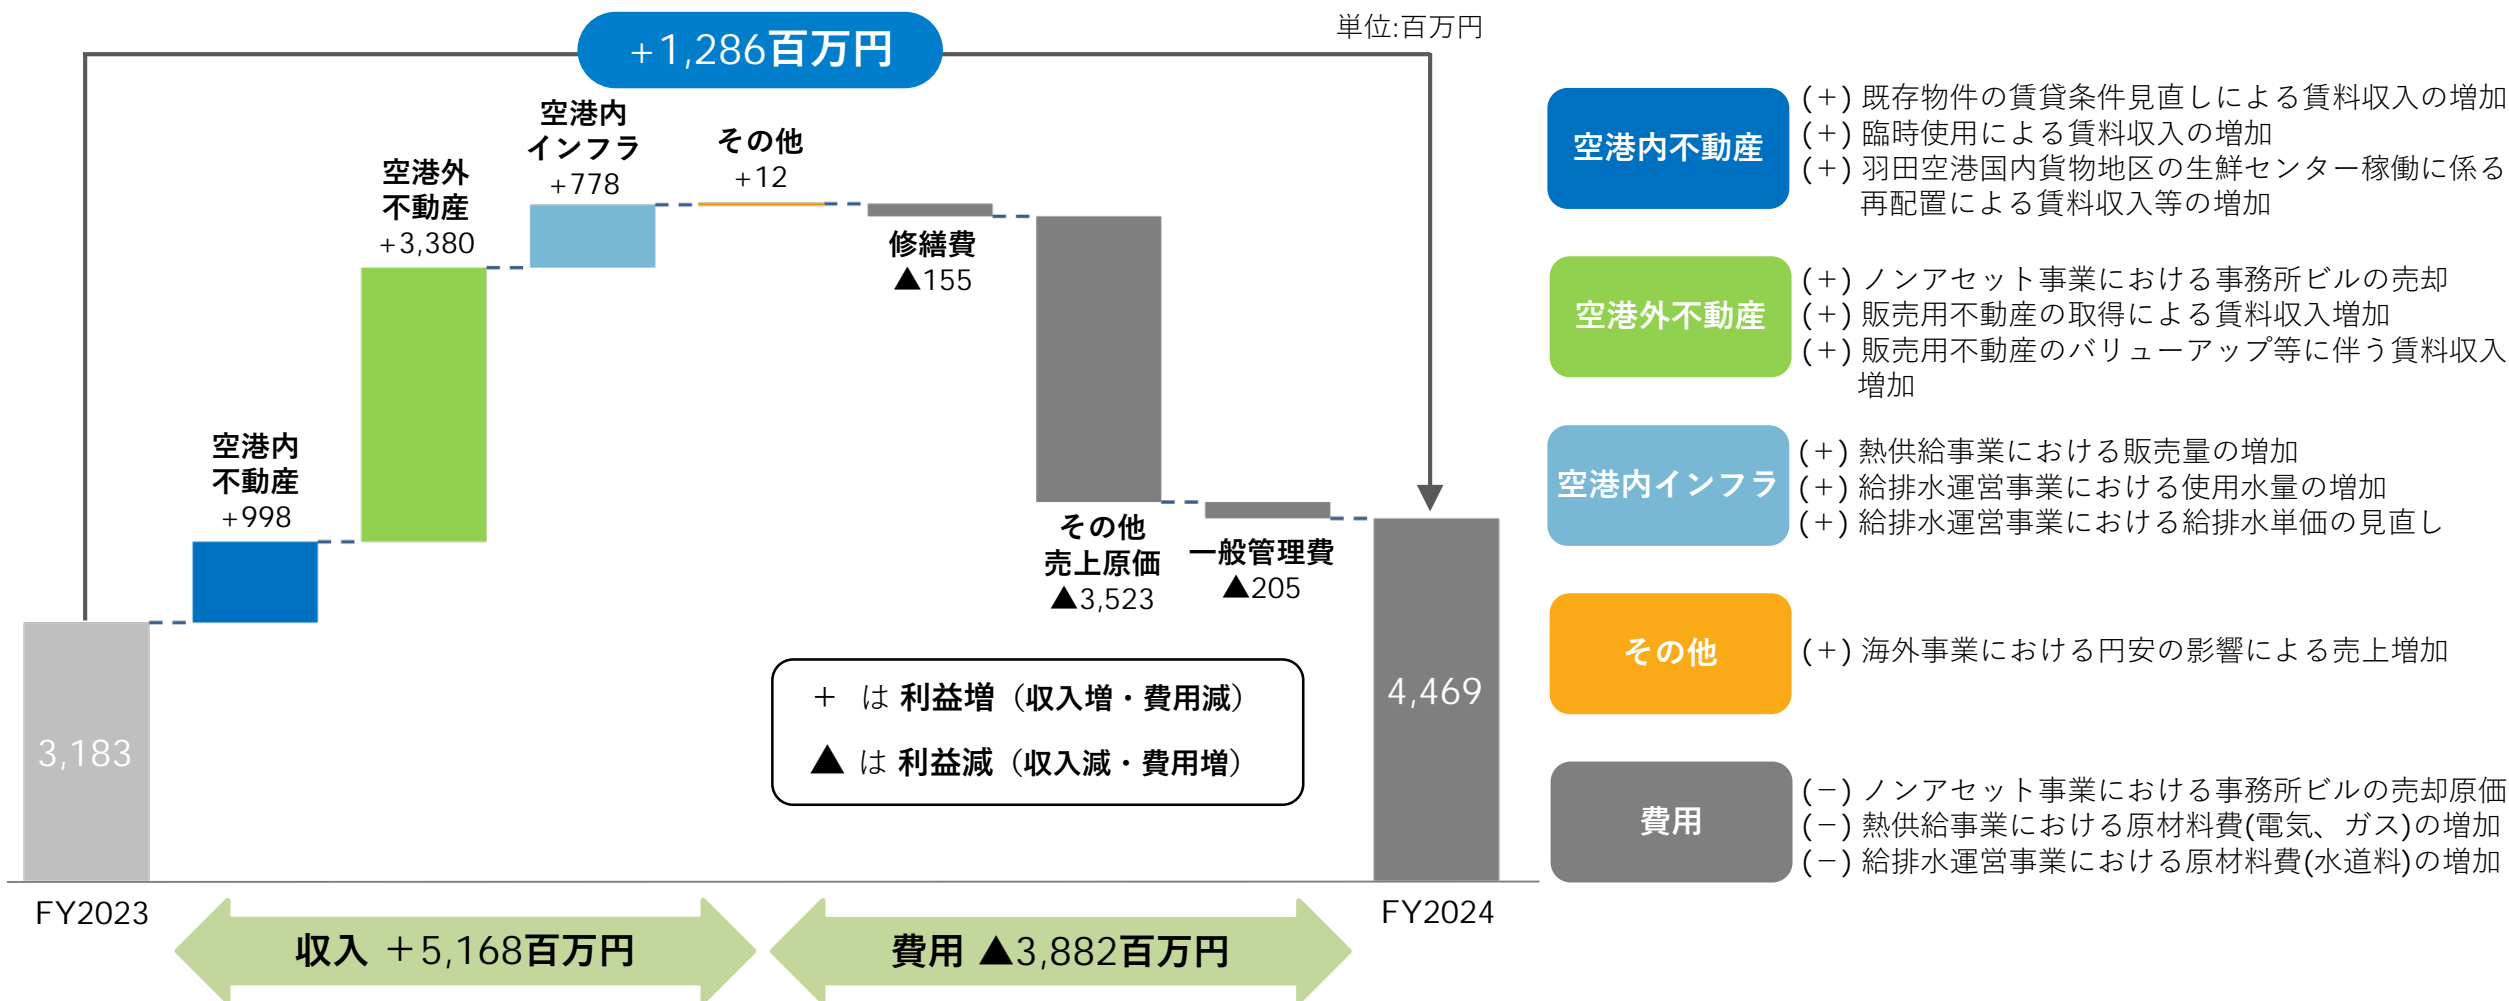 +1,286百万円
単位:百万円
空港内
インフラ
+778
その他
+12
空港外
不動産
+3,380
空港内
不動産
+998
修繕費
▲155
その他
売上原価
▲3,523
一般管理費
▲205
3,183
4,469
+ は 利益増（収入増・費用減）
▲ は 利益減（収入減・費用増）
FY2023
FY2024
収入 +5,168百万円
費用 ▲3,882百万円
空港内不動産
(+) 既存物件の賃貸条件見直しによる賃料収入の増加
(+) 臨時使用による賃料収入の増加
(+) 羽田空港国内貨物地区の生鮮センター稼働に係る
再配置による賃料収入等の増加
空港外不動産
(+) ノンアセット事業における事務所ビルの売却
(+) 販売用不動産の取得による賃料収入増加
(+) 販売用不動産のバリューアップ等に伴う賃料収入
増加
空港内インフラ
(+) 熱供給事業における販売量の増加
(+) 給排水運営事業における使用水量の増加
(+) 給排水運営事業における給排水単価の見直し
その他
(+) 海外事業における円安の影響による売上増加
費用
(−) ノンアセット事業における事務所ビルの売却原価
(−) 熱供給事業における原材料費(電気、ガス)の増加
(−) 給排水運営事業における原材料費(水道料)の増加